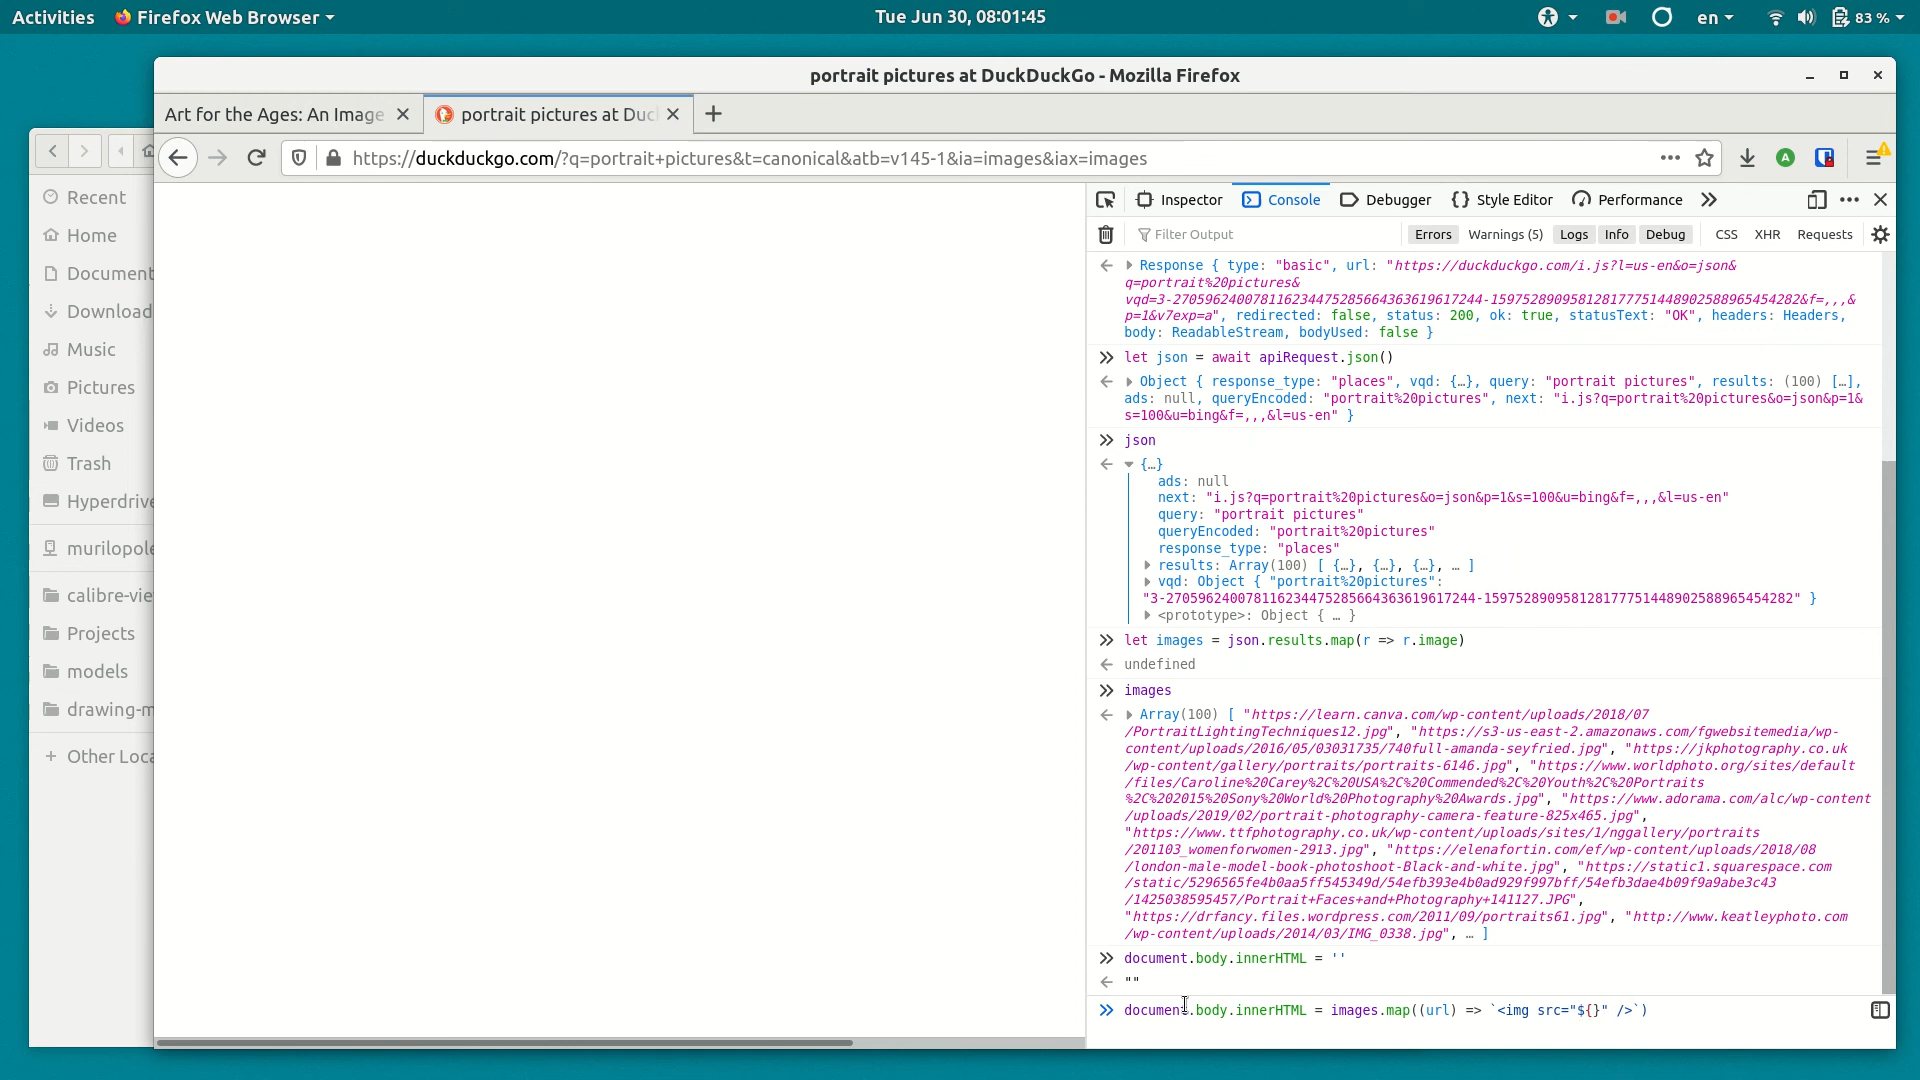 Activities
Firefox Web Browser
Tue Jun 30, 08:01:45
en
83 %
portrait pictures at DuckDuckGo - Mozilla Firefox
Art for the Ages: An Image
portrait pictures at Duc
https://duckduckgo.com/?q=portrait+pictures&t=canonical&atb=v145-1&ia=images&iax=images
A
Recent
Home
Document
Download
Music
Pictures
Videos
Trash
Hyperdrive
murilopole
calibre-vie
Projects
models
drawing-m
+ Other Loca
Inspector
Console
Debugger
{} Style Editor
Performance
Filter Output
Errors
Warnings (5)
Logs
Info
Debug
CSS
XHR
Requests
Response { type: "basic", url: "https://duckduckgo.com/i.js?l=us-en&o=json&
q=portrait%20pictures&
vqd=3-270596240078116234475285664363619617244-159752890958128177751448902588965454282&f=,,,&
p=1&v7exp=a", redirected: false, status: 200, ok: true, statusText: "OK", headers: Headers,
body: ReadableStream, bodyUsed: false }
let json = await apiRequest.json()
Object { response_type: "places", vqd: {…}, query: "portrait pictures", results: (100) […],
ads: null, queryEncoded: "portrait%20pictures", next: "i.js?q=portrait%20pictures&o=json&p=1&
s=100&u=bing&f=,,,&l=us-en" }
json
{…}
ads: null
next: "i.js?q=portrait%20pictures&o=json&p=1&s=100&u=bing&f=,,,&l=us-en"
query: "portrait pictures"
queryEncoded: "portrait%20pictures"
response_type: "places"
results: Array(100) [ {…}, {…}, {…}, … ]
vqd: Object { "portrait%20pictures":
"3-270596240078116234475285664363619617244-159752890958128177751448902588965454282" }
<prototype>: Object { … }
let images = json.results.map(r => r.image)
undefined
images
Array(100) [ "https://learn.canva.com/wp-content/uploads/2018/07
/PortraitLightingTechniques12.jpg", "https://s3-us-east-2.amazonaws.com/fgwebsitemedia/wp-
content/uploads/2016/05/03031735/740full-amanda-seyfried.jpg", "https://jkphotography.co.uk
/wp-content/gallery/portraits/portraits-6146.jpg", "https://www.worldphoto.org/sites/default
/files/Caroline%20Carey%2C%20USA%2C%20Commended%2C%20Youth%2C%20Portraits
%2C%202015%20Sony%20World%20Photography%20Awards.jpg", "https://www.adorama.com/alc/wp-content
/uploads/2019/02/portrait-photography-camera-feature-825x465.jpg",
"https://www.ttfphotography.co.uk/wp-content/uploads/sites/1/nggallery/portraits
/201103_womenforwomen-2913.jpg", "https://elenafortin.com/ef/wp-content/uploads/2018/08
/london-male-model-book-photoshoot-Black-and-white.jpg", "https://static1.squarespace.com
/static/5296565fe4b0aa5ff545349d/54efb393e4b0ad929f997bff/54efb3dae4b09f9a9abe3c43
/1425038595457/Portrait+Faces+and+Photography+141127.JPG",
"https://drfancy.files.wordpress.com/2011/09/portraits61.jpg", "http://www.keatleyphoto.com
/wp-content/uploads/2014/03/IMG_0338.jpg", … ]
document.body.innerHTML = ''
""
document.body.innerHTML = images.map((url) => `<img src="${}" />`)